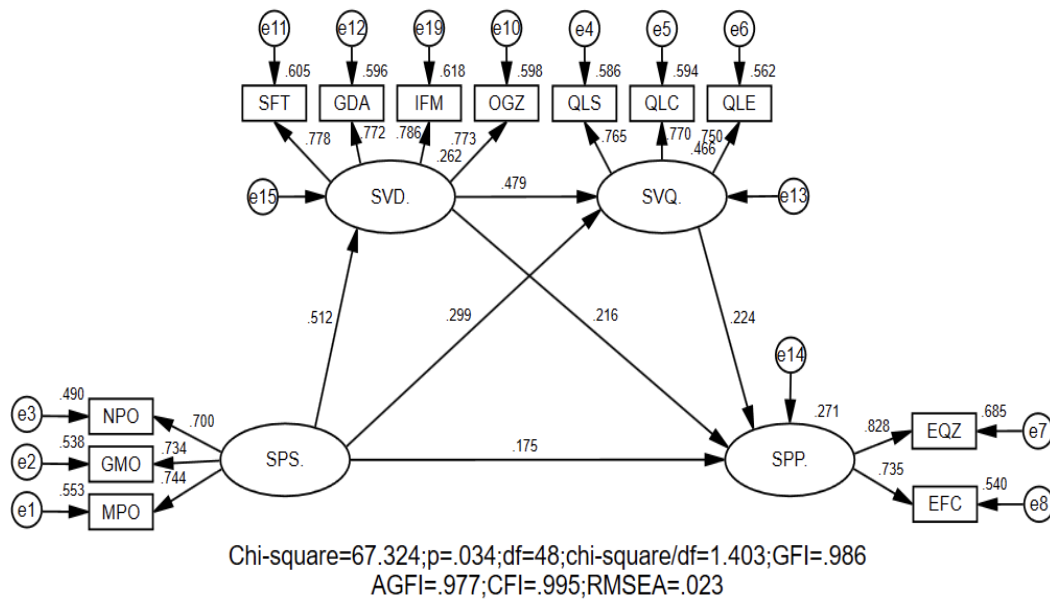 e11 e12 e19 e10 e4 e5 e6
.605 .596 .618 .598 .586 .594 .562
SFT GDA IFM OGZ QLS QLC QLE
.778 .772 .786 .773 .765 .770 .750
.262 .466
e15 SVD. .479 SVQ. e13
.512 .299 .216 .224
e14
.490 .271 .685
e3 NPO .700 .828 EQZ e7
.538 .734
e2 GMO SPS. .175 SPP.
.553 .744 .735 .540
e1 MPO EFC e8
Chi-square=67.324;p=.034;df=48;chi-square/df=1.403;GFI=.986
AGFI=.977;CFI=.995;RMSEA=.023